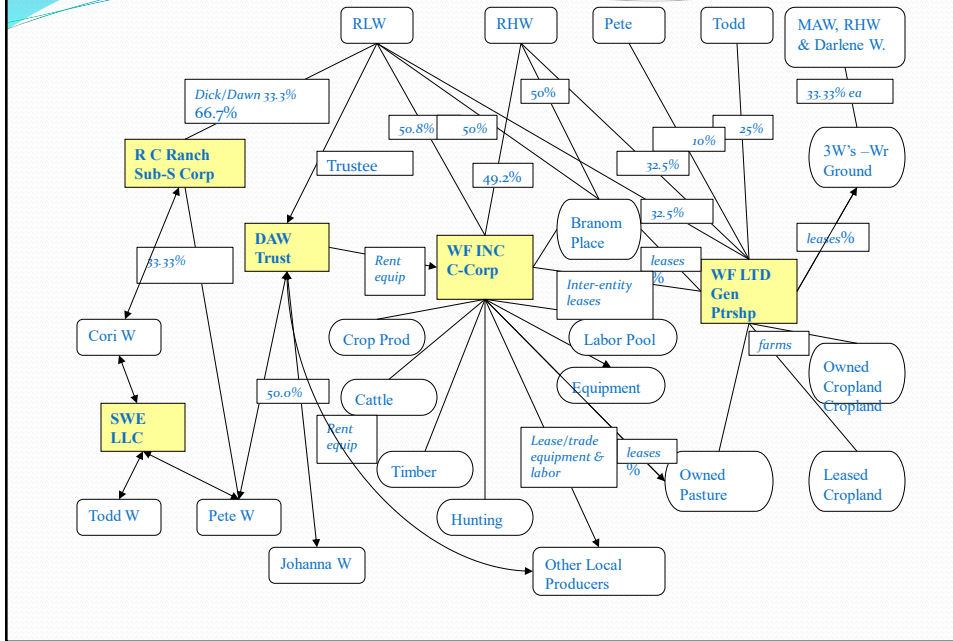 RLW
RHW
Pete
Todd
MAW, RHW
& Darlene W.
Dick/Dawn 33.3%
66.7%
50%
33.33% ea
50.8%
50%
10%
25%
R C Ranch
Sub-S Corp
Trustee
49.2%
32.5%
3W's –Wr
Ground
Branom
Place
32.5%
DAW
Trust
33.33%
Rent
equip
WF INC
C-Corp
leases
%
leases%
WF LTD
Gen
Ptrshp
Inter-entity
leases
Cori W
Crop Prod
Labor Pool
farms
Owned
Cropland
Cropland
50.0%
Cattle
Equipment
SWE
LLC
Rent
equip
Timber
Lease/trade
equipment &
labor
leases
%
Owned
Pasture
Leased
Cropland
Todd W
Pete W
Hunting
Johanna W
Other Local
Producers